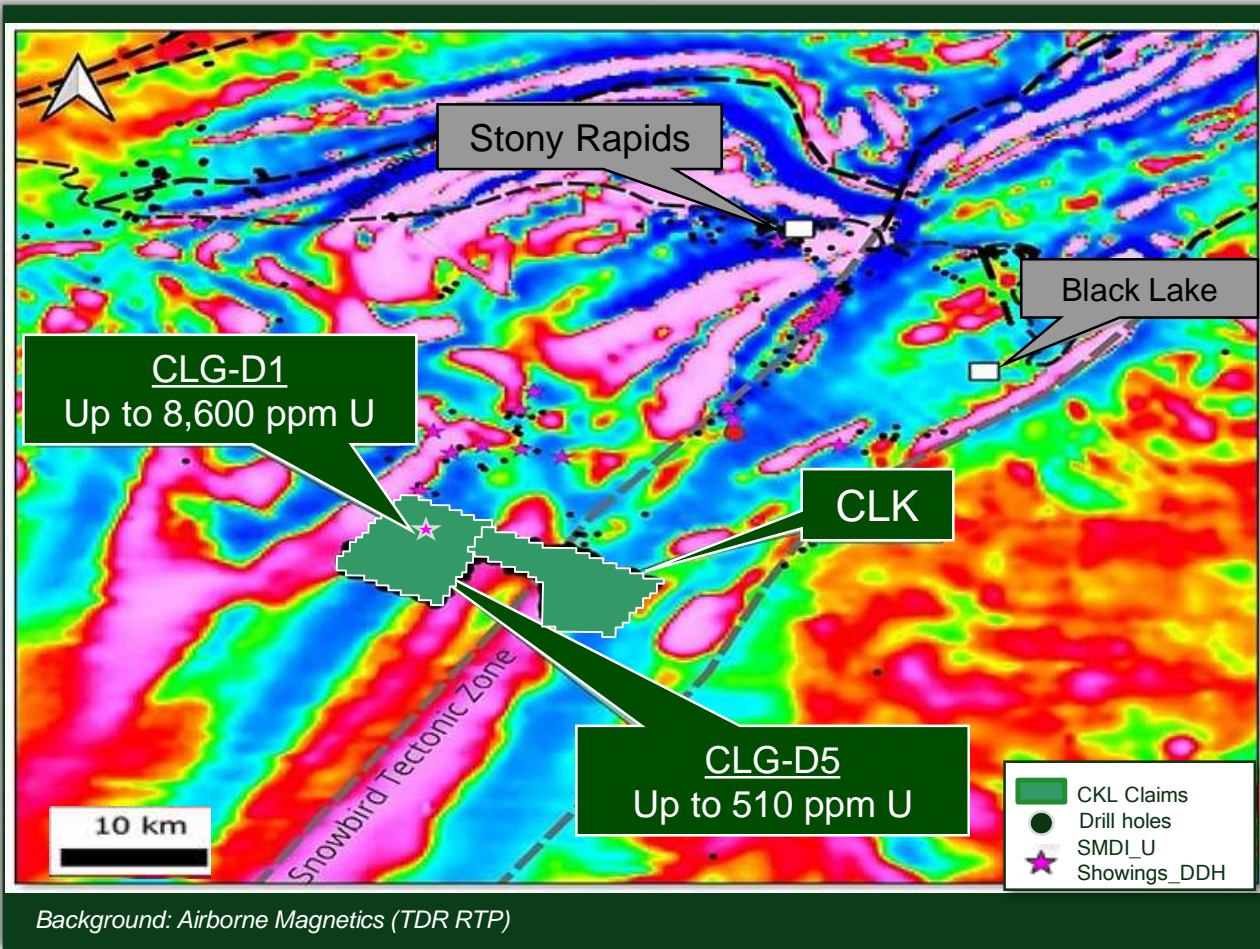 Stony Rapids
Black Lake
CLG-D1
Up to 8,600 ppm U
CLK
Snowbird Tectonic Zone
CLG-D5
Up to 510 ppm U
10 km
CKL Claims
Drill holes
SMDI_U
Showings_DDH
Background: Airborne Magnetics (TDR RTP)